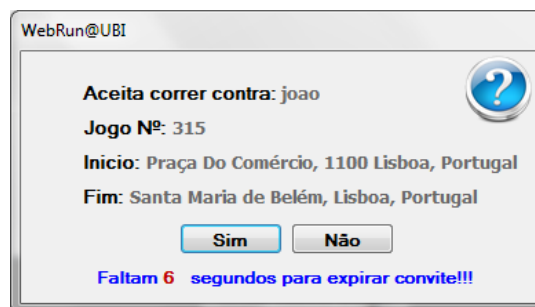 WebRun@UBI
Aceita correr contra: joao
Jogo Nº: 315
Inicio: Praça Do Comércio, 1100 Lisboa, Portugal
Fim: Santa Maria de Belém, Lisboa, Portugal
Sim Não
Faltam 6 segundos para expirar convite!!!